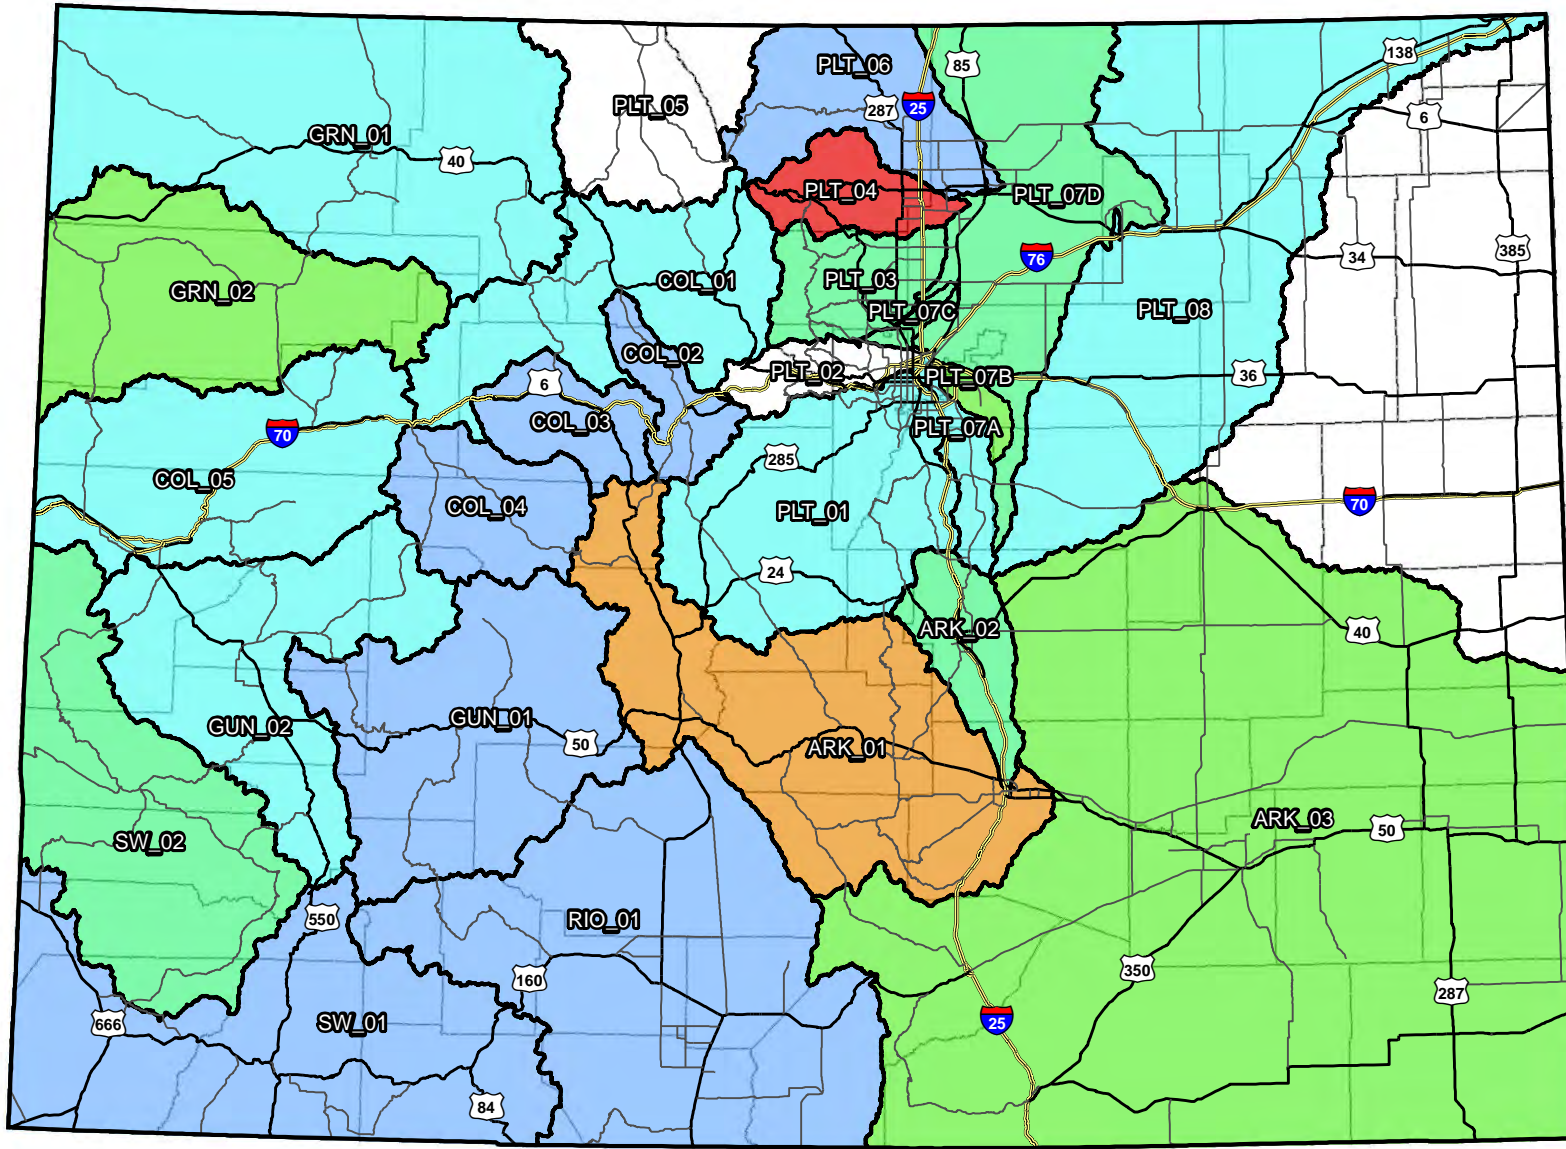 138
PLT_06
85
287
25
PLT_05
6
GRN_01
40
PLT_04
PLT_07D
385
34
76
COL_01
PLT_03
GRN_02
PLT_07C
PLT_08
COL_02
PLT_02
PLT_07B
36
6
COL_03
PLT_07A
70
285
COL_05
70
COL_04
PLT_01
24
ARK_02
40
GUN_01
GUN_02
50
ARK_01
ARK_03
50
SW_02
550
RIO_01
350
160
287
666
SW_01
25
84